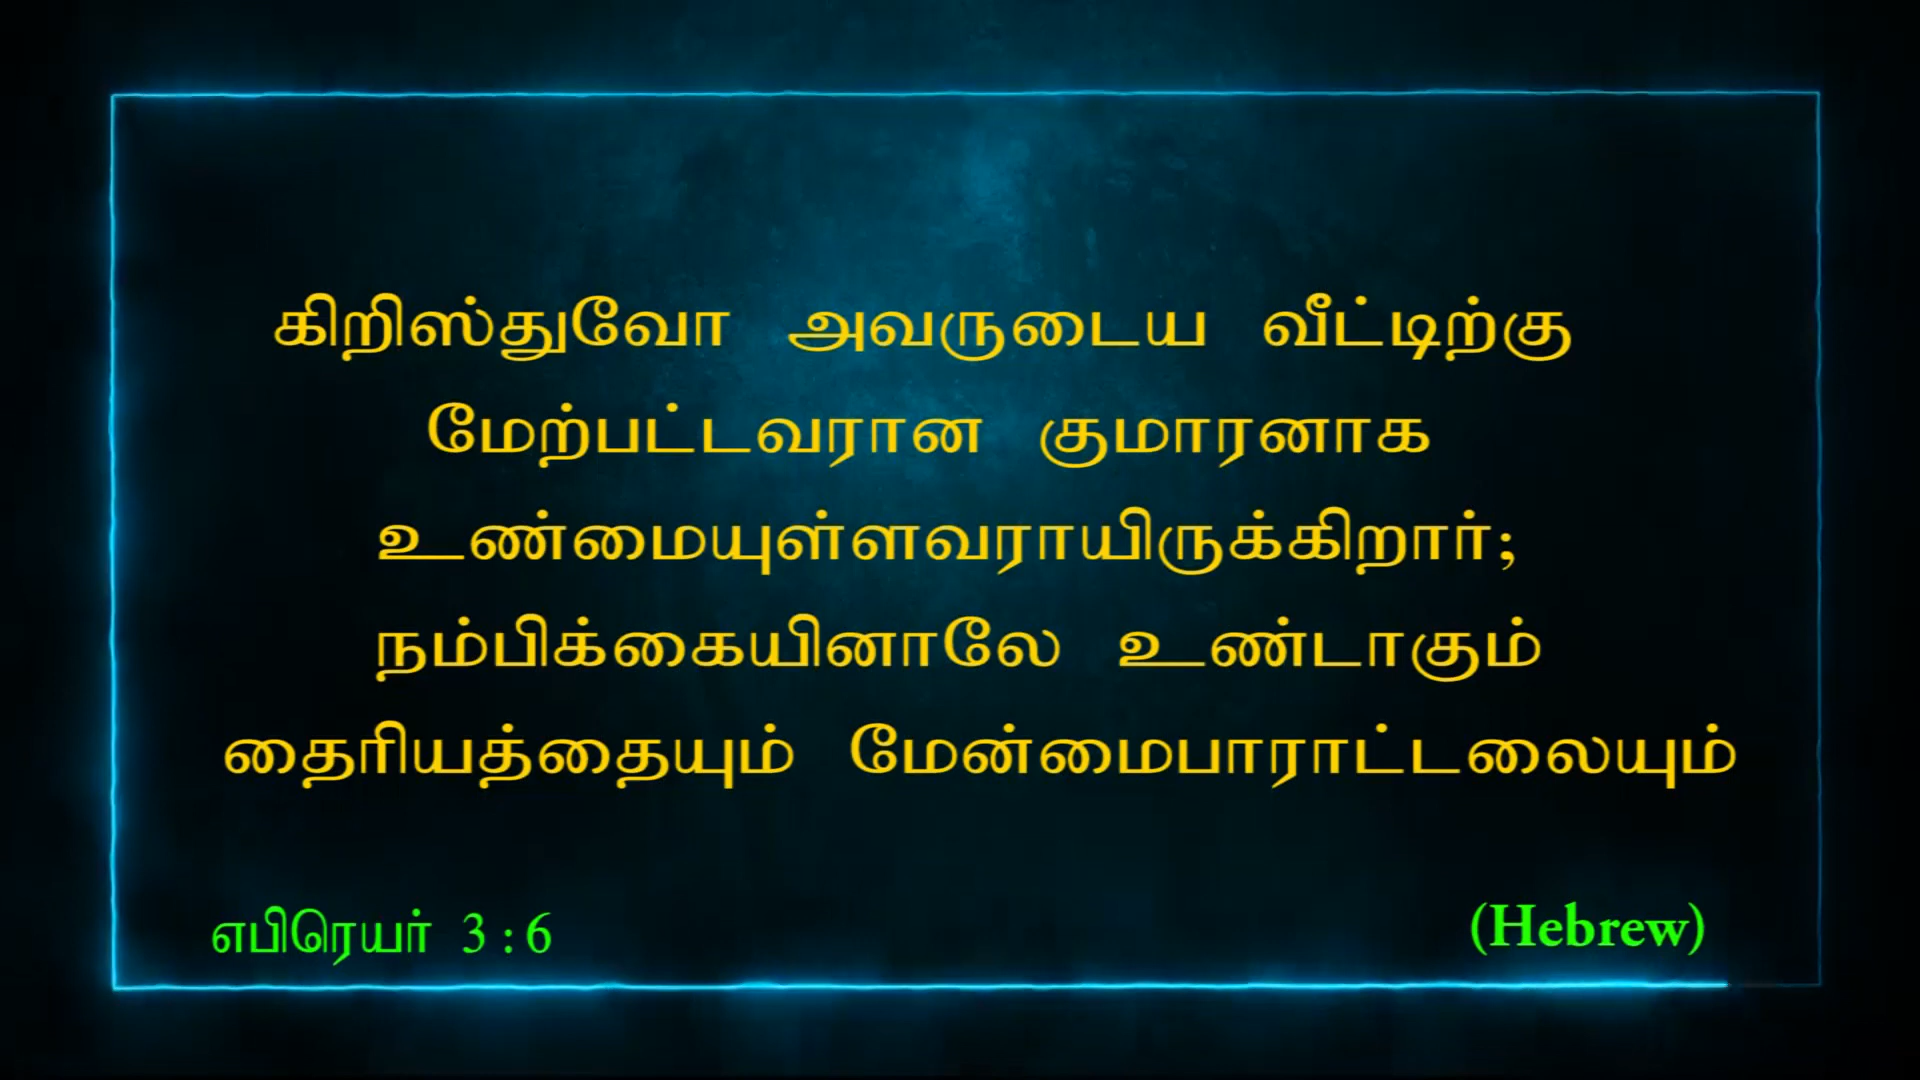 கிறிஸ்துவோ அவருடைய வீட்டிற்கு
மேற்பட்டவரான குமாரனாக
உண்மையுள்ளவராயிருக்கிறார்;
நம்பிக்கையினாலே உண்டாகும்
தைரியத்தையும் மேன்மைபாராட்டலையும்
எபிரெயர் 3 : 6
(Hebrew)